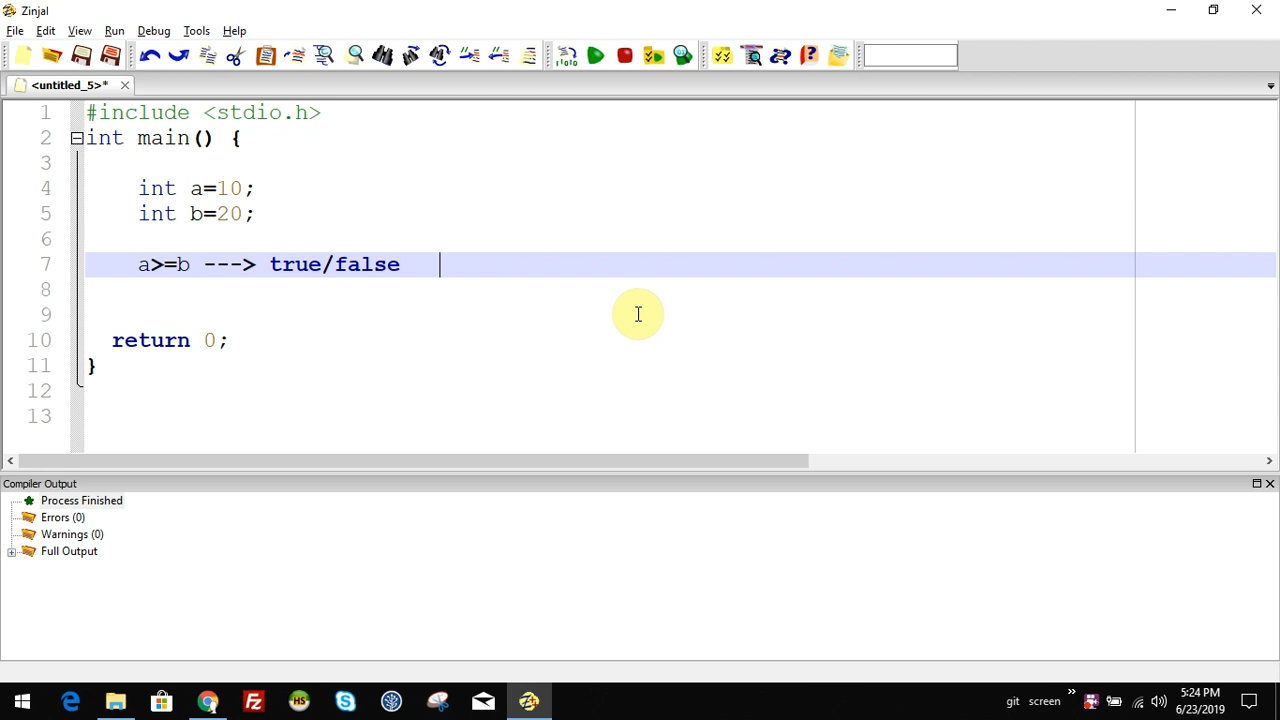 Zinjal
File Edit View Run Debug Tools Help
<untitled_5>*
1 #include <stdio.h>
2 int main() {
3
4 int a=10;
5 int b=20;
6
7 a>=b ---> true/false
8
9
10 return 0;
11 }
12
13
Compiler Output
Process Finished
Errors (0)
Warnings (0)
Full Output
git screen
5:24 PM
6/23/2019